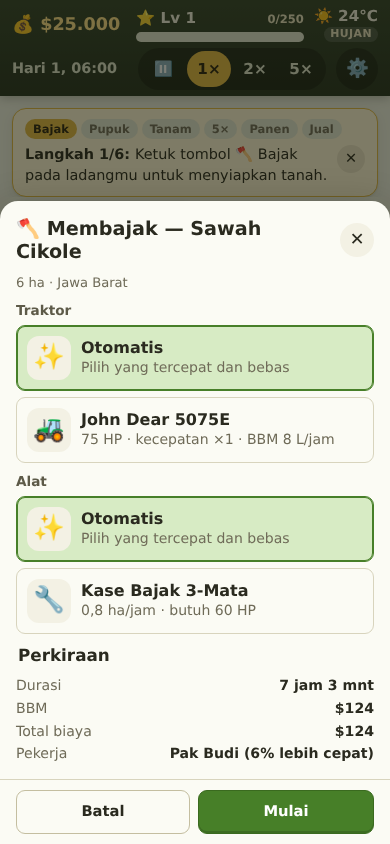 $25.000
Lv 1
0/250
24°C
HUJAN
Hari 1, 06:00
1×
2×
5×
Bajak
Pupuk
Tanam
5×
Panen
Jual
Langkah 1/6: Ketuk tombol 🪓 Bajak
pada ladangmu untuk menyiapkan tanah.
✕
Membajak — Sawah
Cikole
✕
6 ha · Jawa Barat
Traktor
Otomatis
Pilih yang tercepat dan bebas
John Dear 5075E
75 HP · kecepatan ×1 · BBM 8 L/jam
Alat
Otomatis
Pilih yang tercepat dan bebas
Kase Bajak 3-Mata
0,8 ha/jam · butuh 60 HP
Perkiraan
Durasi 7 jam 3 mnt
BBM $124
Total biaya $124
Pekerja Pak Budi (6% lebih cepat)
Batal
Mulai